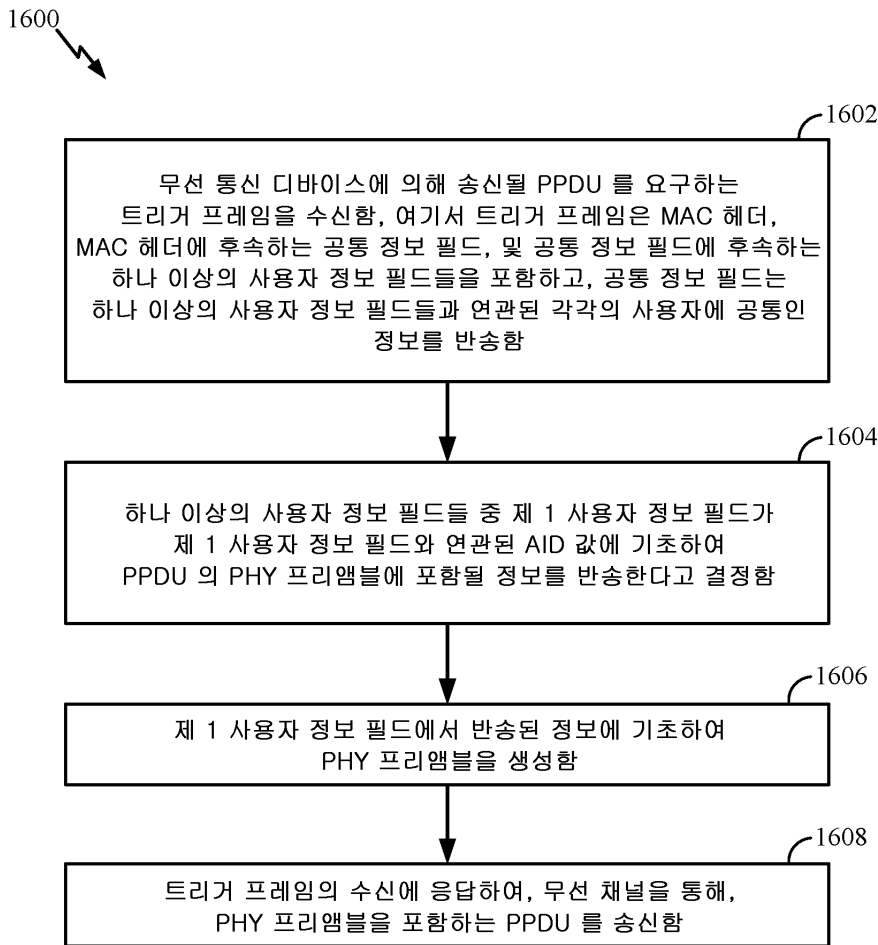 1600
1602
무선 통신 디바이스에 의해 송신될 PPDU 를 요구하는
트리거 프레임을 수신함, 여기서 트리거 프레임은 MAC 헤더,
MAC 헤더에 후속하는 공통 정보 필드, 및 공통 정보 필드에 후속하는
하나 이상의 사용자 정보 필드들을 포함하고, 공통 정보 필드는
하나 이상의 사용자 정보 필드들과 연관된 각각의 사용자에 공통인
정보를 반송함
1604
하나 이상의 사용자 정보 필드들 중 제 1 사용자 정보 필드가
제 1 사용자 정보 필드와 연관된 AID 값에 기초하여
PPDU 의 PHY 프리앰블에 포함될 정보를 반송한다고 결정함
1606
제 1 사용자 정보 필드에서 반송된 정보에 기초하여
PHY 프리앰블을 생성함
1608
트리거 프레임의 수신에 응답하여, 무선 채널을 통해,
PHY 프리앰블을 포함하는 PPDU 를 송신함